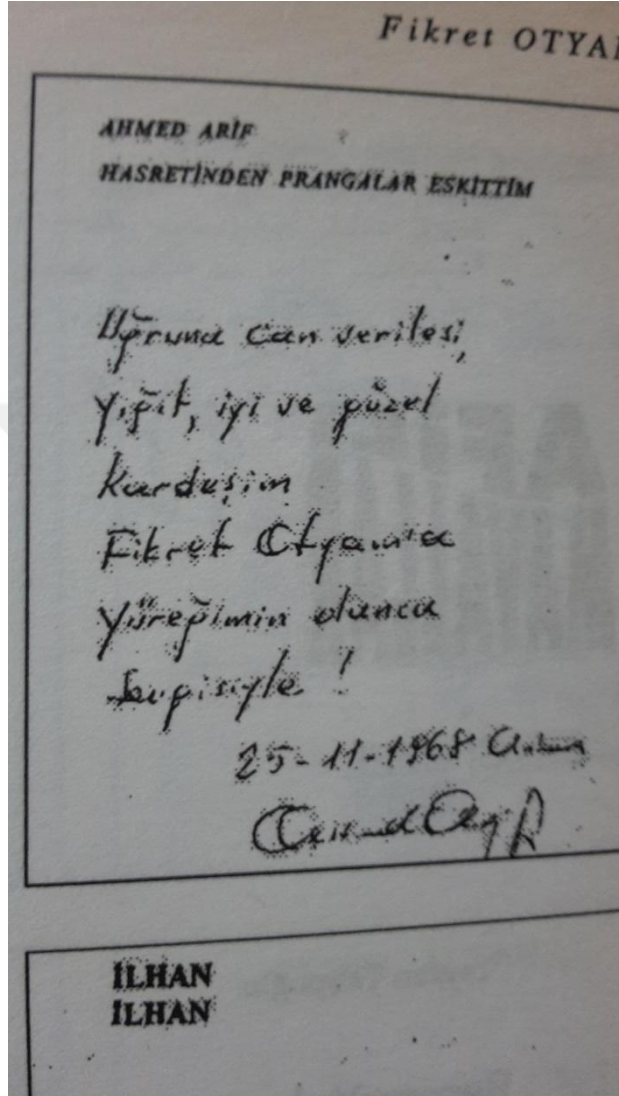 Fikret OTYA
AHMED ARİF
HASRETİNDEN PRANGALAR ESKİTTİM
Uğruna can verilesi,
yiğit, iyi ve güzel
kardeşim
Fikret Otyam'a
yüreğimin olanca
sevgisiyle!
25-11-1968
İLHAN
İLHAN